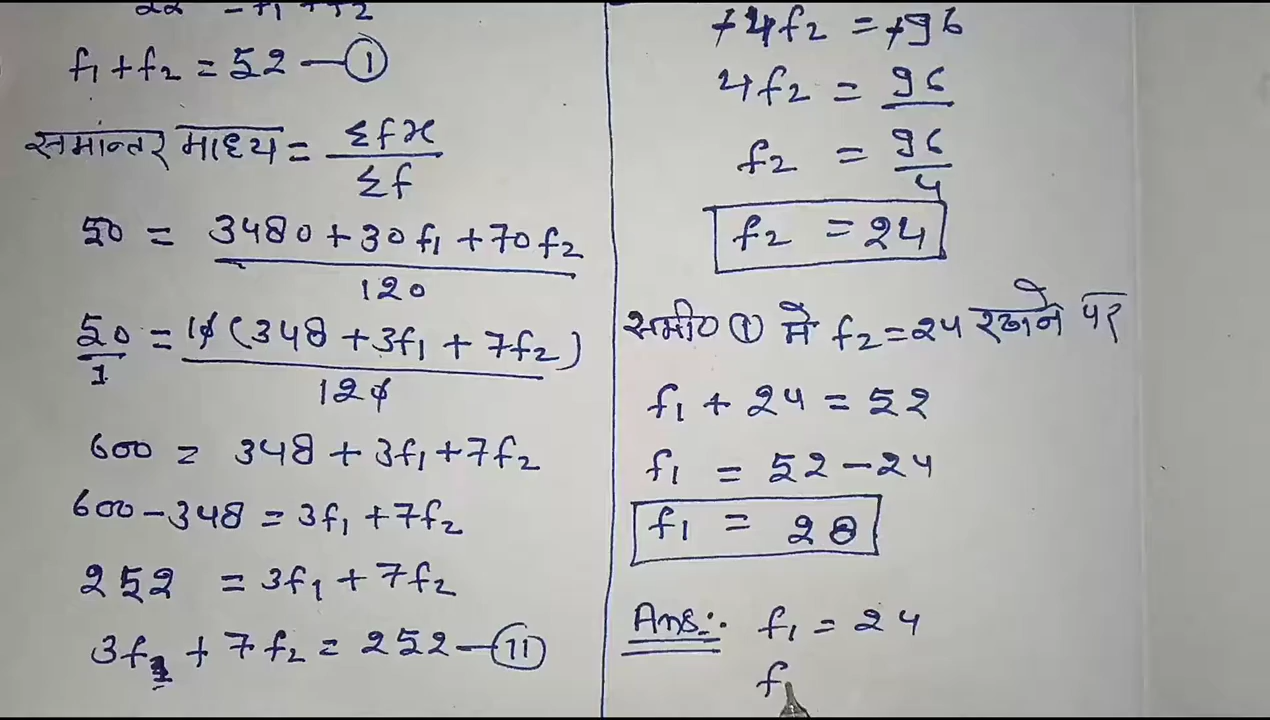 f₁ + f₂ = 52 — ①
समांन्तर माध्य = Σfx / Σf
50 = 3480 + 30f₁ + 70f₂ / 120
50/1 = 10(348 + 3f₁ + 7f₂) / 120
600 = 348 + 3f₁ + 7f₂
600 - 348 = 3f₁ + 7f₂
252 = 3f₁ + 7f₂
3f₁ + 7f₂ = 252 — (11)
+4f₂ = +96
4f₂ = 96
f₂ = 96/4
f₂ = 24
समी० ① में f₂ = 24 रखने पर
f₁ + 24 = 52
f₁ = 52 - 24
f₁ = 28
Ans:. f₁ = 24
f